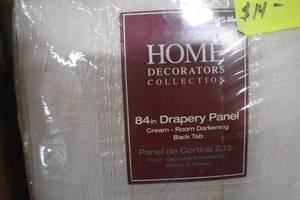 $14-
HOME
DECORATORS
COLLECTION
84in Drapery Panel
Cream - Room Darkening
Back Tab
Panel de Cortina 2,13